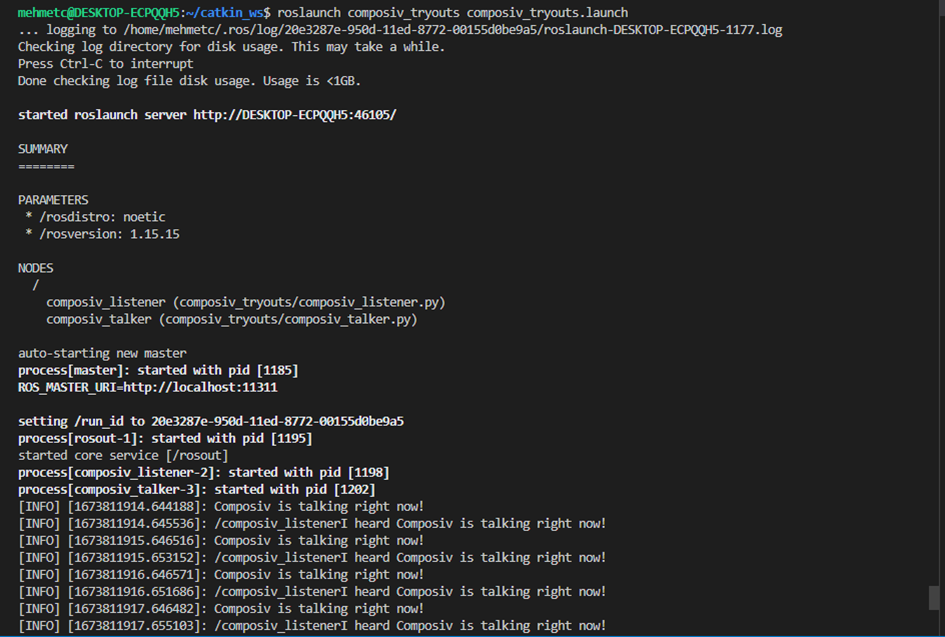 mehmetc@DESKTOP-ECPQQH5:~/catkin_ws$ roslaunch composiv_tryouts composiv_tryouts.launch
... logging to /home/mehmetc/.ros/log/20e3287e-950d-11ed-8772-00155d0be9a5/roslaunch-DESKTOP-ECPQQH5-1177.log
Checking log directory for disk usage. This may take a while.
Press Ctrl-C to interrupt
Done checking log file disk usage. Usage is <1GB.
started roslaunch server http://DESKTOP-ECPQQH5:46105/
SUMMARY
========
PARAMETERS
* /rosdistro: noetic
* /rosversion: 1.15.15
NODES
/
composiv_listener (composiv_tryouts/composiv_listener.py)
composiv_talker (composiv_tryouts/composiv_talker.py)
auto-starting new master
process[master]: started with pid [1185]
ROS_MASTER_URI=http://localhost:11311
setting /run_id to 20e3287e-950d-11ed-8772-00155d0be9a5
process[rosout-1]: started with pid [1195]
started core service [/rosout]
process[composiv_listener-2]: started with pid [1198]
process[composiv_talker-3]: started with pid [1202]
[INFO] [1673811914.644188]: Composiv is talking right now!
[INFO] [1673811914.645536]: /composiv_listenerI heard Composiv is talking right now!
[INFO] [1673811915.646516]: Composiv is talking right now!
[INFO] [1673811915.653152]: /composiv_listenerI heard Composiv is talking right now!
[INFO] [1673811916.646571]: Composiv is talking right now!
[INFO] [1673811916.651686]: /composiv_listenerI heard Composiv is talking right now!
[INFO] [1673811917.646482]: Composiv is talking right now!
[INFO] [1673811917.655103]: /composiv_listenerI heard Composiv is talking right now!